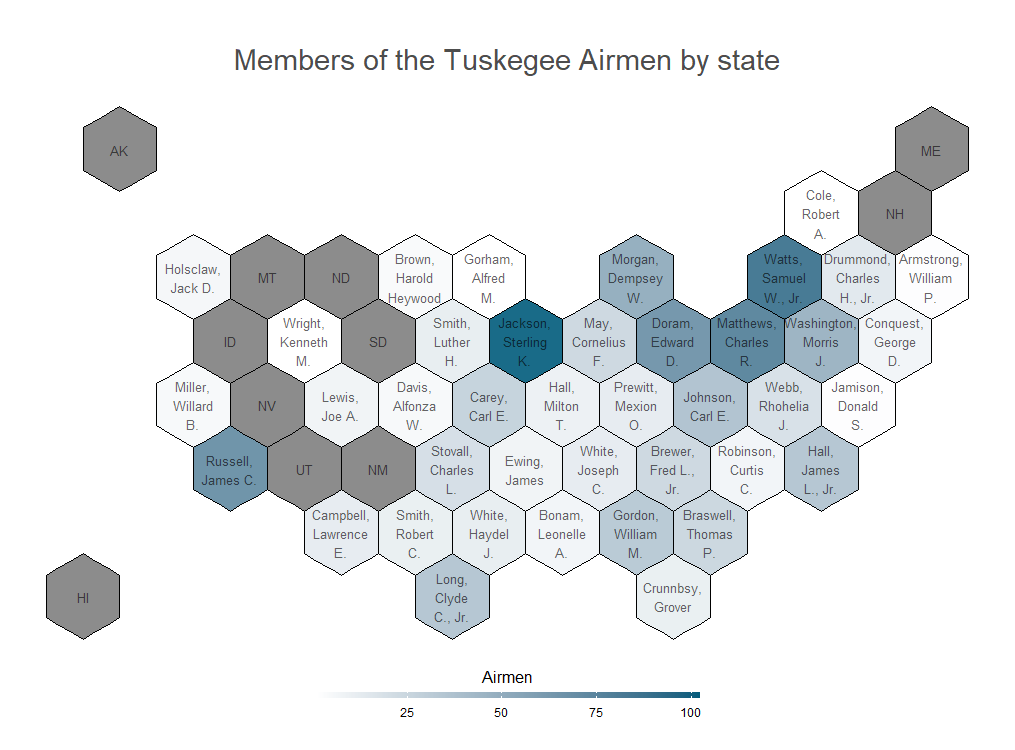 Members of the Tuskegee Airmen by state
AK
ME
Cole,
Robert
A.
NH
Holsclaw,
Jack D.
MT
ND
Brown,
Harold
Heywood
Gorham,
Alfred
M.
Morgan,
Dempsey
W.
Watts,
Samuel
W., Jr.
Drummond,
Charles
H., Jr.
Armstrong,
William
P.
ID
Wright,
Kenneth
M.
SD
Smith,
Luther
H.
Jackson,
Sterling
K.
May,
Cornelius
F.
Doram,
Edward
D.
Matthews,
Charles
R.
Washington,
Morris
J.
Conquest,
George
D.
Miller,
Willard
B.
NV
Lewis,
Joe A.
Davis,
Alfonza
W.
Carey,
Carl E.
Hall,
Milton
T.
Prewitt,
Mexion
O.
Johnson,
Carl E.
Webb,
Rhohelia
J.
Jamison,
Donald
S.
Russell,
James C.
UT
NM
Stovall,
Charles
L.
Ewing,
James
White,
Joseph
C.
Brewer,
Fred L.,
Jr.
Robinson,
Curtis
C.
Hall,
James
L., Jr.
Campbell,
Lawrence
E.
Smith,
Robert
C.
White,
Haydel
J.
Bonam,
Leonelle
A.
Gordon,
William
M.
Braswell,
Thomas
P.
HI
Long,
Clyde
C., Jr.
Crunnbsy,
Grover
Airmen
25 50 75 100